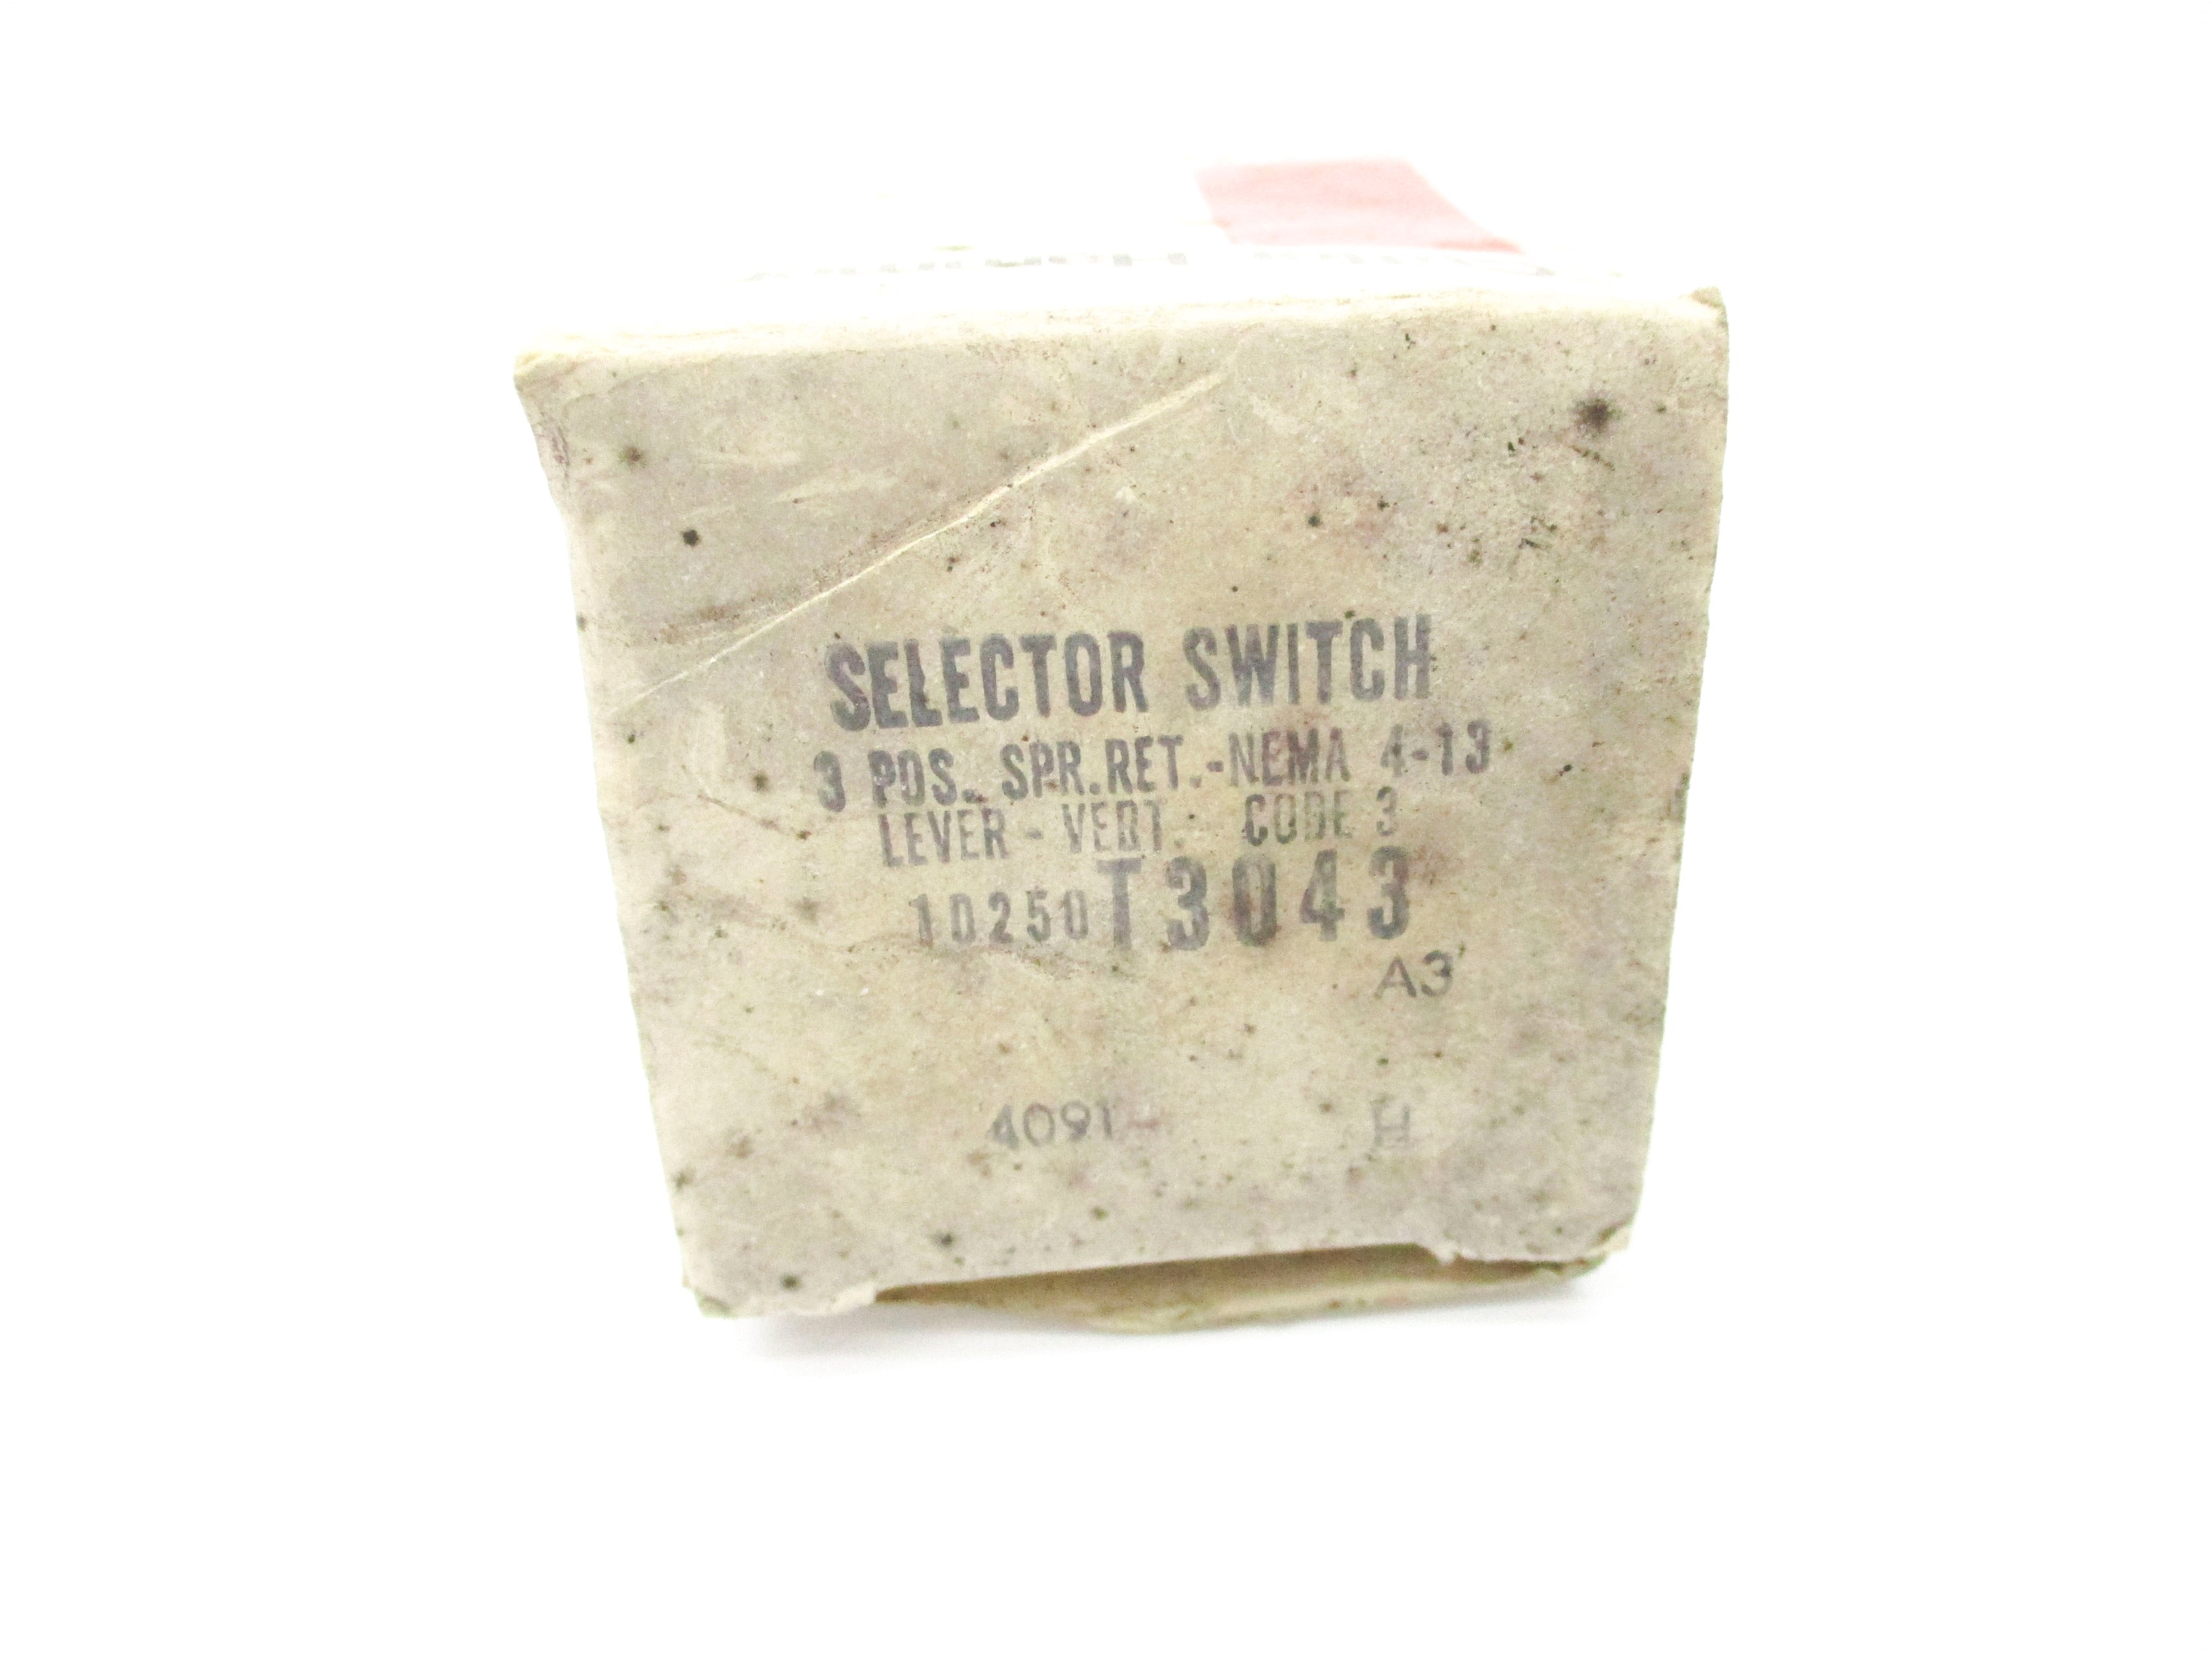 SELECTOR SWITCH
3 POS. SPR.RET.-NEMA 4-13
LEVER - VERT. CODE 3
10250T3043
A3
4091 H